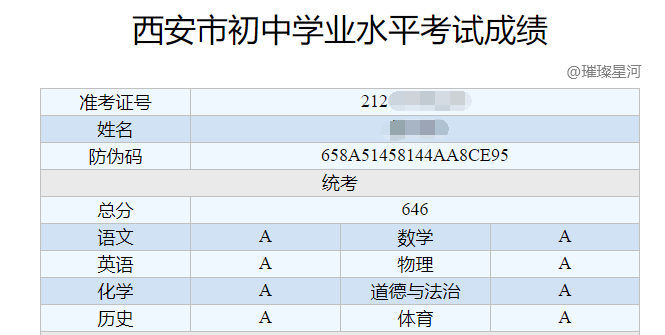 西安市初中学业水平考试成绩
@璀璨星河
准考证号 212
姓名
防伪码 658A51458144AA8CE95
统考
总分 646
语文 A 数学 A
英语 A 物理 A
化学 A 道德与法治 A
历史 A 体育 A